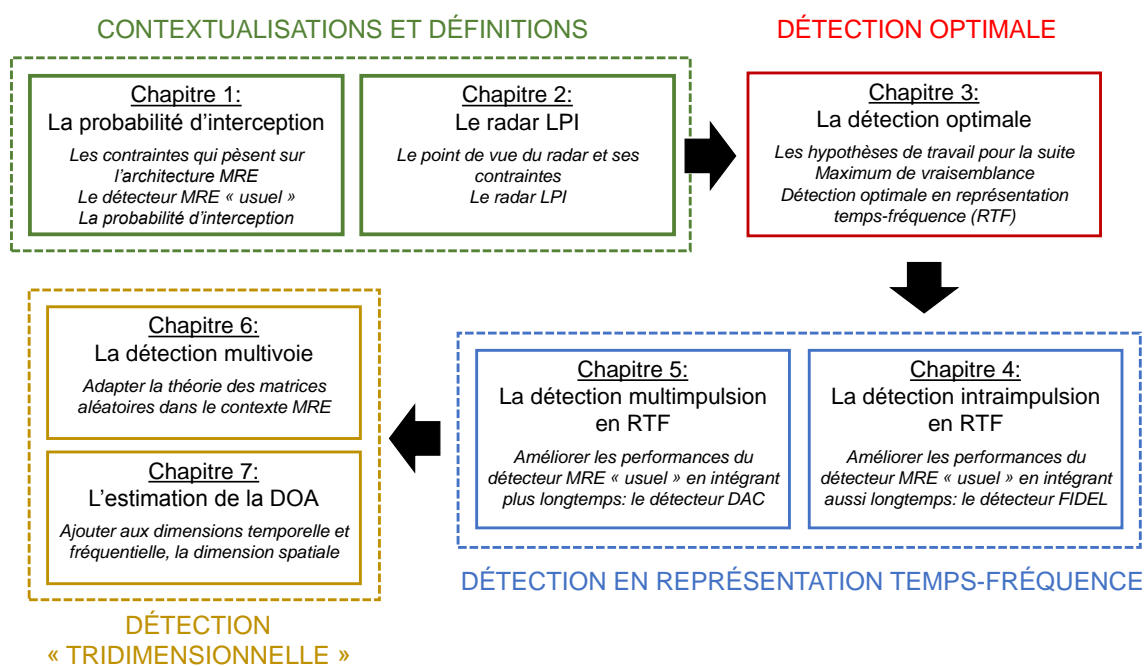 CONTEXTUALISATIONS ET DÉFINITIONS
Chapitre 1:
La probabilité d'interception
Les contraintes qui pèsent sur
l'architecture MRE
Le détecteur MRE « usuel »
La probabilité d'interception
Chapitre 2:
Le radar LPI
Le point de vue du radar et ses
contraintes
Le radar LPI
DÉTECTION OPTIMALE
Chapitre 3:
La détection optimale
Les hypothèses de travail pour la suite
Maximum de vraisemblance
Détection optimale en représentation
temps-fréquence (RTF)
Chapitre 4:
La détection intraimpulsion
en RTF
Améliorer les performances du
détecteur MRE « usuel » en intégrant
aussi longtemps: le détecteur FIDEL
Chapitre 5:
La détection multimpulsion
en RTF
Améliorer les performances du
détecteur MRE « usuel » en intégrant
plus longtemps: le détecteur DAC
DÉTECTION EN REPRÉSENTATION TEMPS-FRÉQUENCE
Chapitre 6:
La détection multivoie
Adapter la théorie des matrices
aléatoires dans le contexte MRE
Chapitre 7:
L'estimation de la DOA
Ajouter aux dimensions temporelle et
fréquentielle, la dimension spatiale
DÉTECTION
« TRIDIMENSIONNELLE »